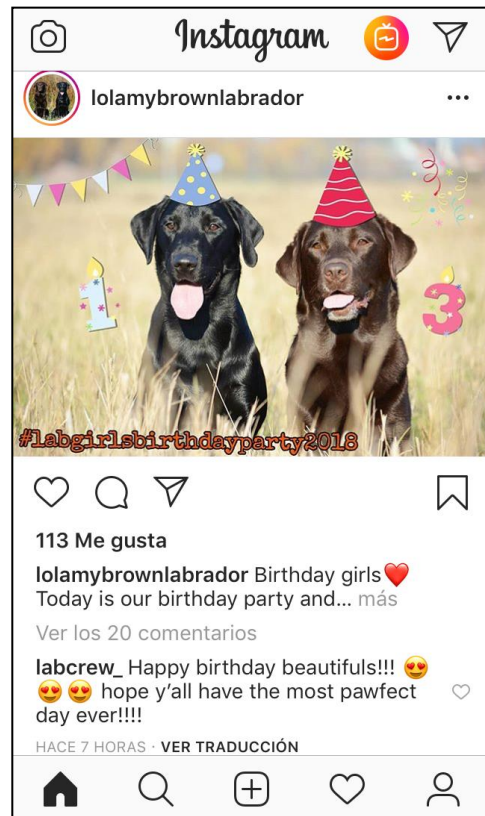 Instagram
lolamybrownlabrador
1 3
#labgirlsbirthdayparty2018
113 Me gusta
lolamybrownlabrador Birthday girls❤️
Today is our birthday party and... más
Ver los 20 comentarios
labcrew_ Happy birthday beautifuls!!! 😍
😍😍 hope y'all have the most pawfect
day ever!!!!
HACE 7 HORAS · VER TRADUCCIÓN